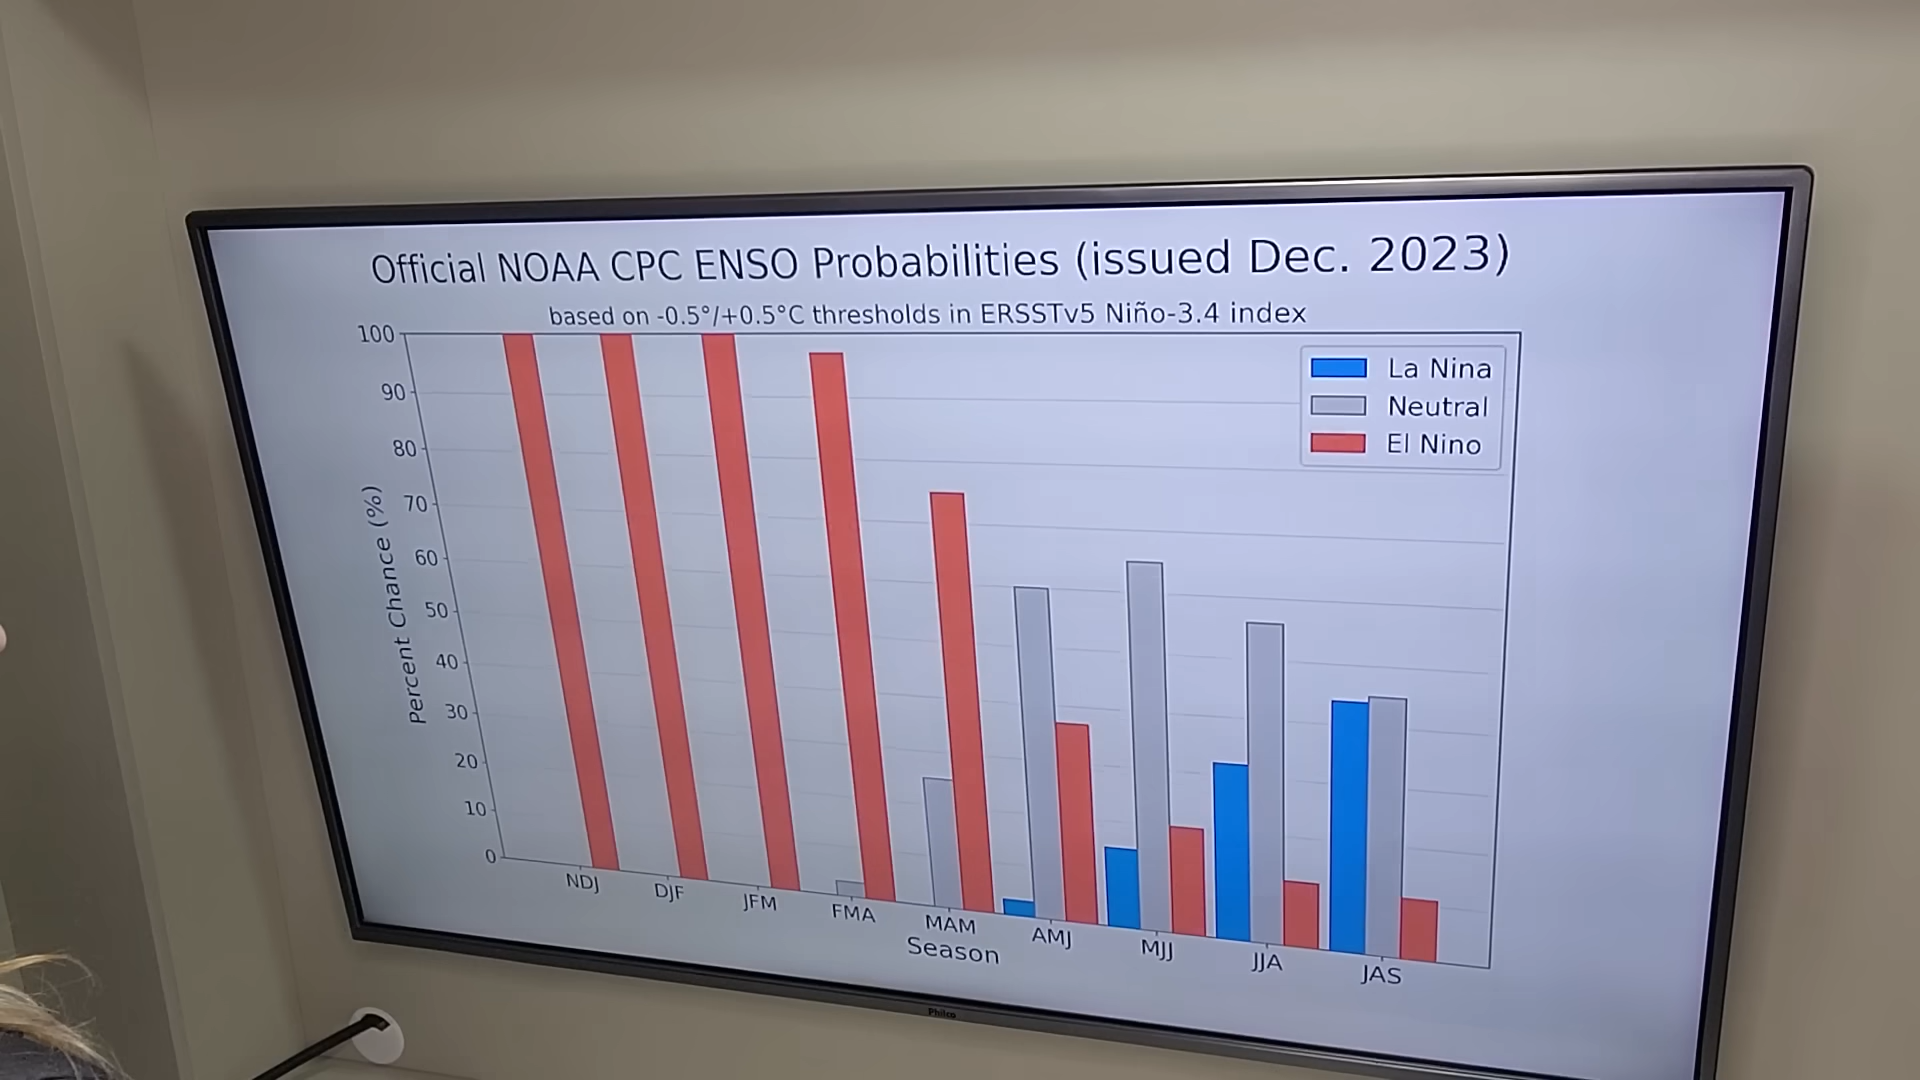 Official NOAA CPC ENSO Probabilities (issued Dec. 2023)
based on -0.5°/+0.5°C thresholds in ERSSTv5 Niño-3.4 index
Percent Chance (%)
100
90
80
70
60
50
40
30
20
10
0
La Nina
Neutral
El Nino
NDJ
DJF
JFM
FMA
MAM
AMJ
MJJ
JJA
JAS
Season
Philco